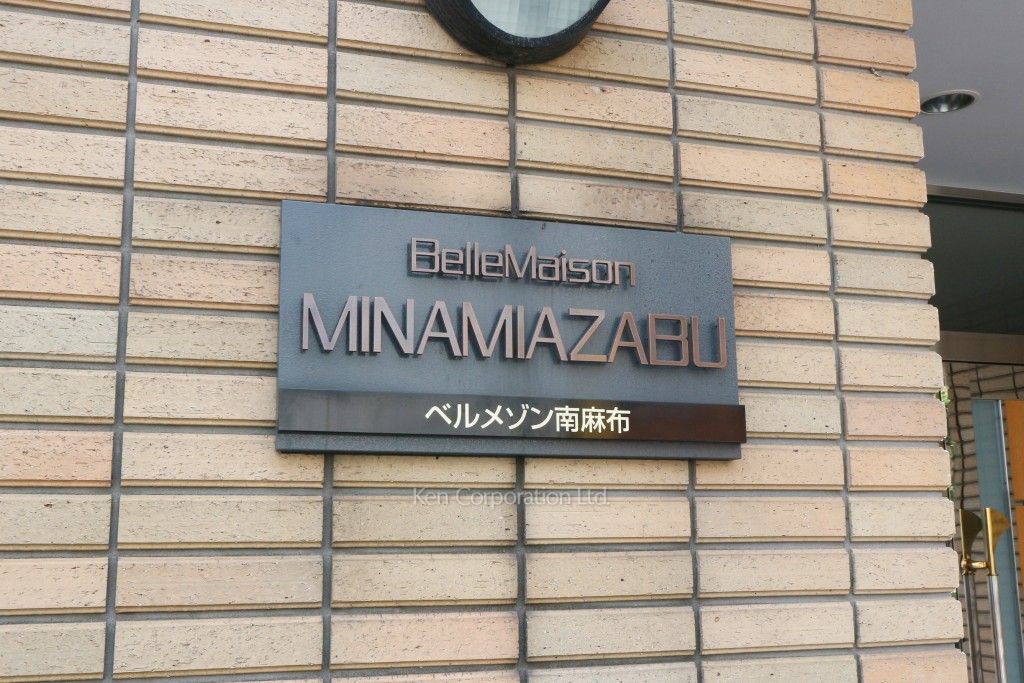 BelleMaison
MINAMIAZABU
ベルメゾン南麻布
Ken Corporation Ltd.